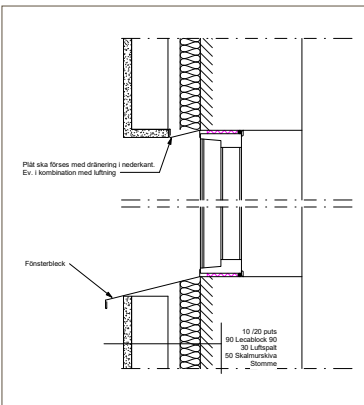 Plåt ska förses med dränering i nederkant.
Ev. i kombination med luftning
Fönsterbleck
10 /20 puts
90 Lecablock 90
30 Luftspalt
50 Skalmurskiva
Stomme